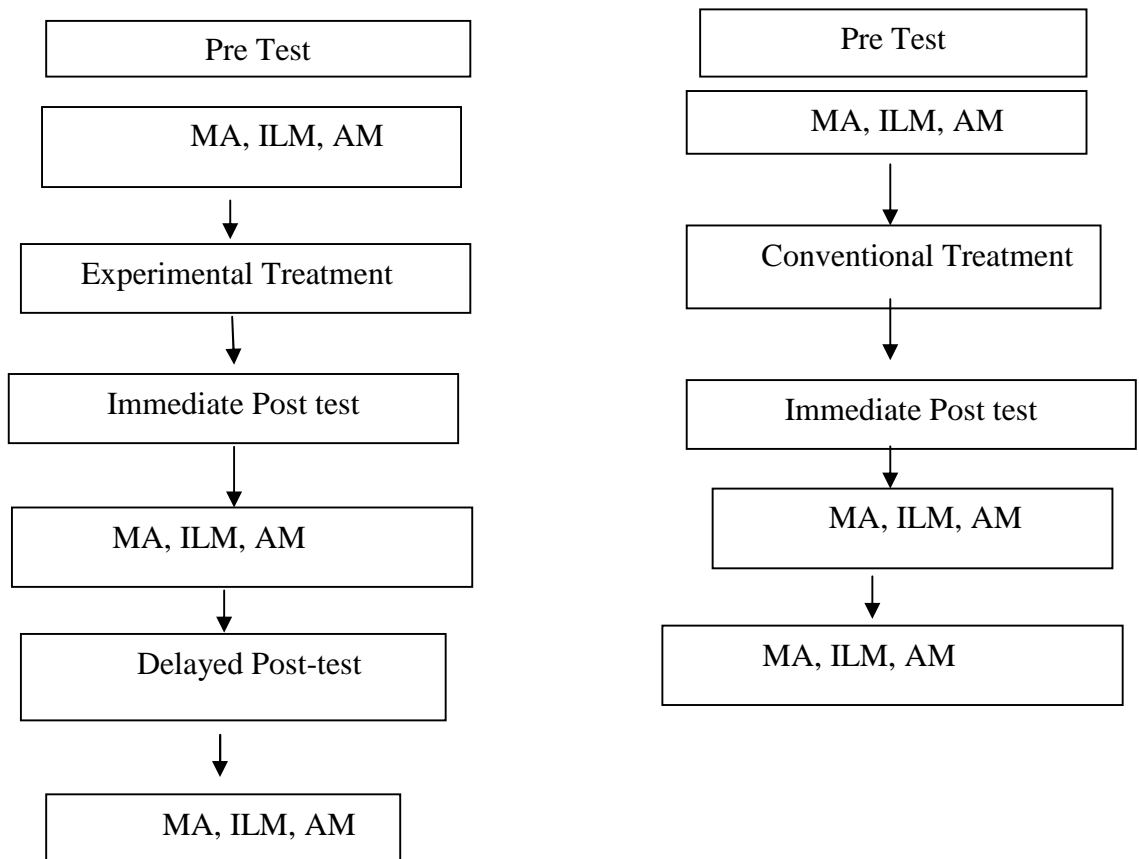 Pre Test
MA, ILM, AM
Experimental Treatment
Immediate Post test
MA, ILM, AM
Delayed Post-test
MA, ILM, AM
Pre Test
MA, ILM, AM
Conventional Treatment
Immediate Post test
MA, ILM, AM
MA, ILM, AM